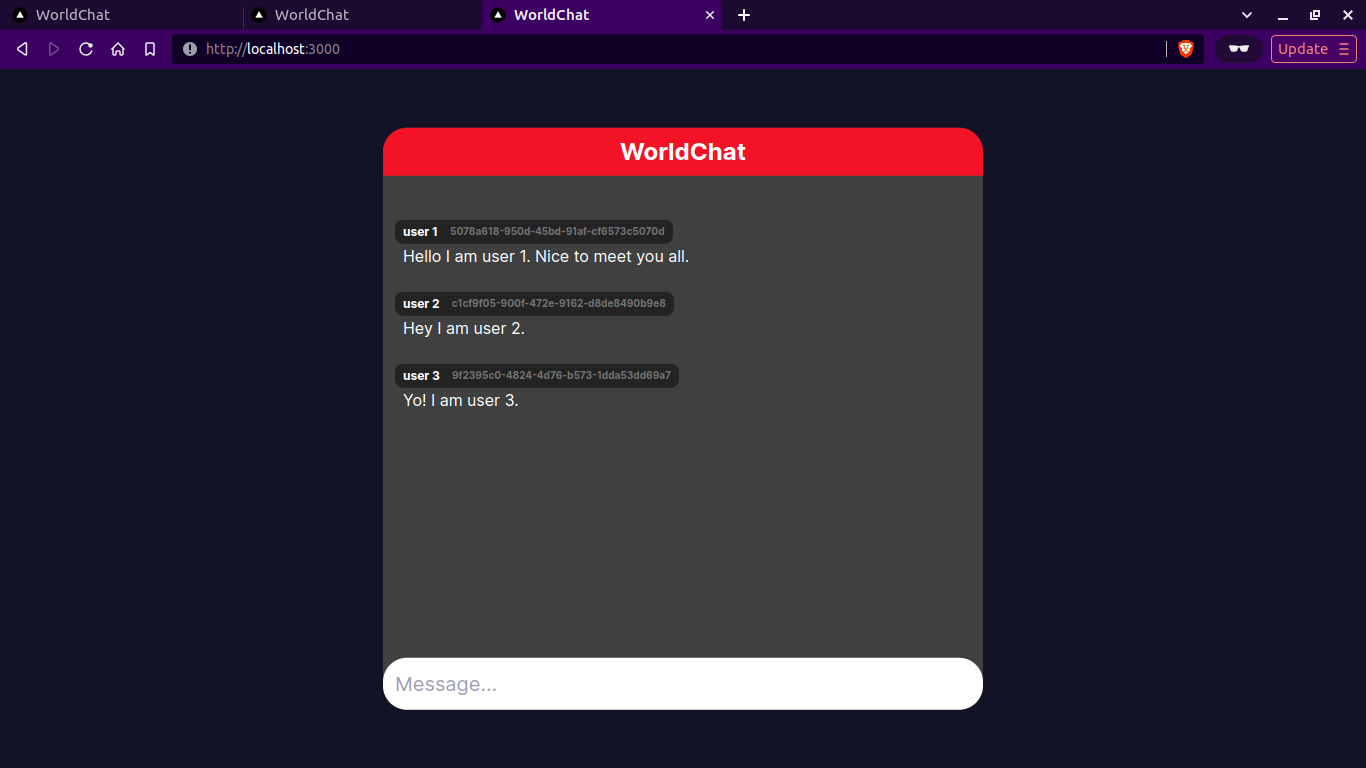 WorldChat WorldChat WorldChat
http://localhost:3000 Update
WorldChat
user 1 5078a618-950d-45bd-91af-cf6573c5070d
Hello I am user 1. Nice to meet you all.
user 2 c1cf9f05-900f-472e-9162-d8de8490b9e8
Hey I am user 2.
user 3 9f2395c0-4824-4d76-b573-1dda53dd69a7
Yo! I am user 3.
Message...